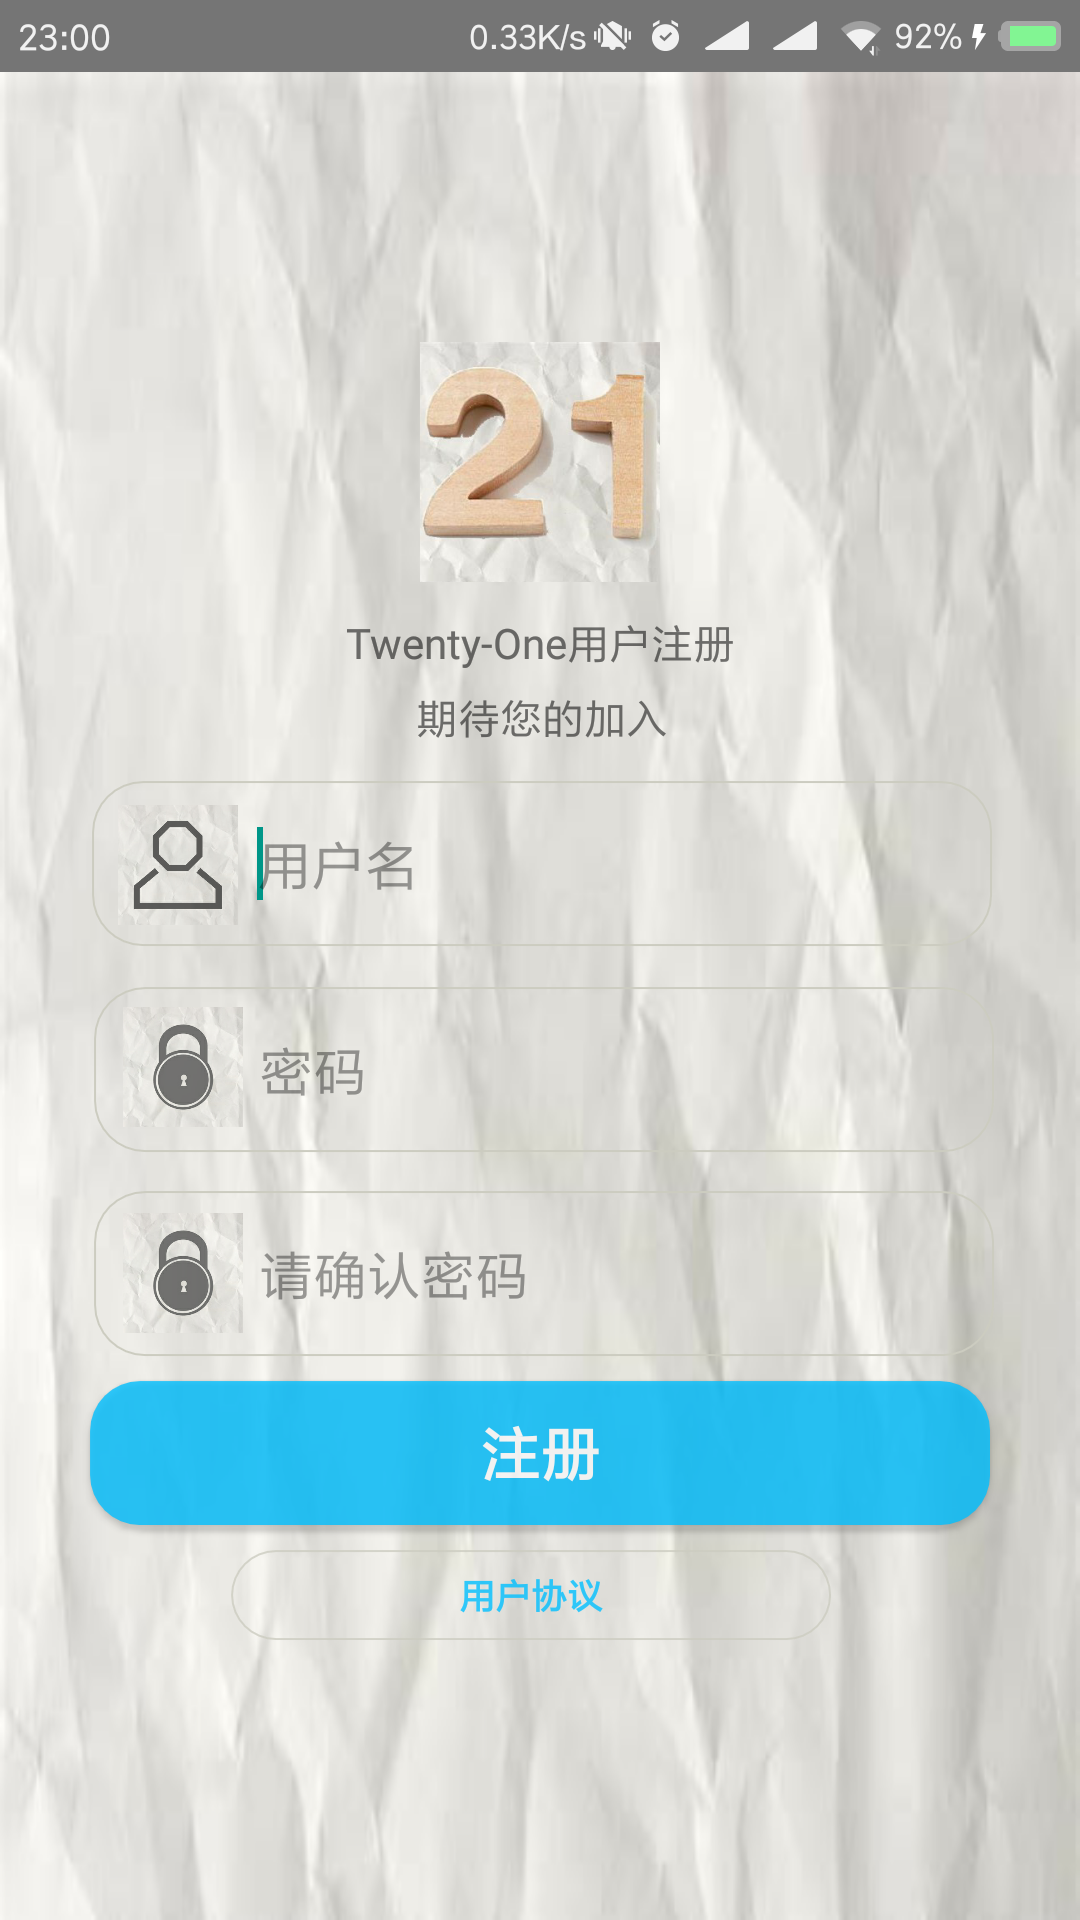 23:00 0.33K/s 92%
21
Twenty-One用户注册
期待您的加入
用户名
密码
请确认密码
注册
用户协议